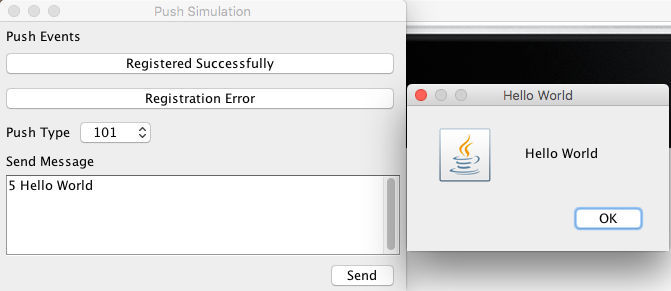 Push Simulation
Push Events
Registered Successfully
Registration Error
Push Type 101
Send Message
5 Hello World
Send
Hello World
Hello World
OK